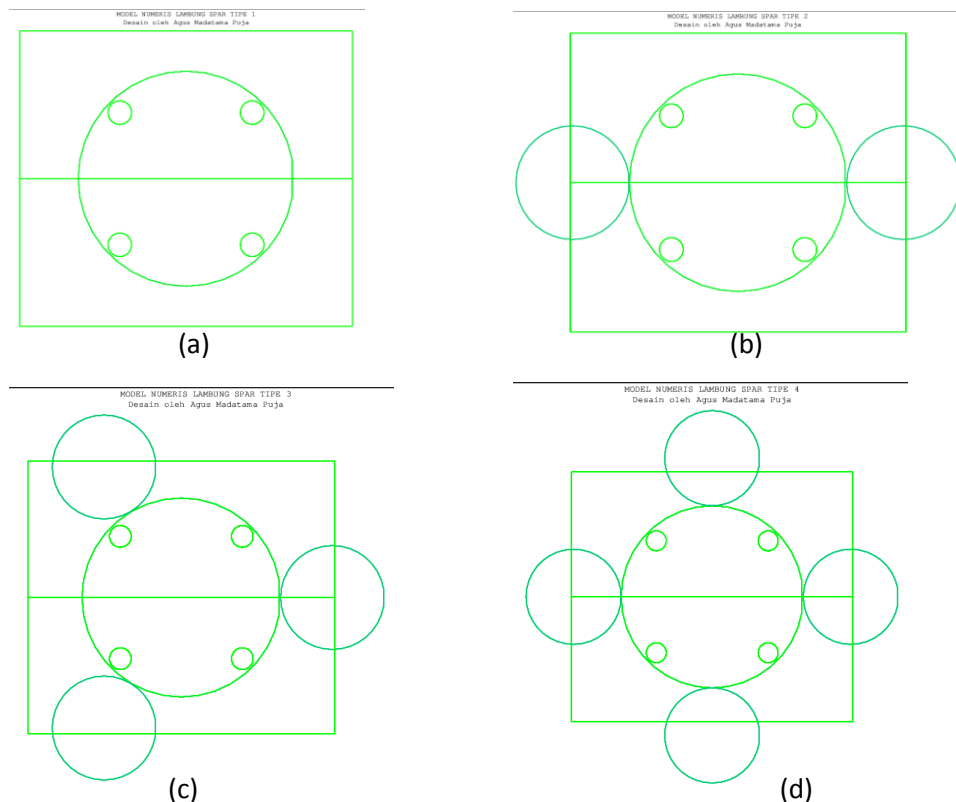 MODEL NUMERIS LAMBUNG SPAR TIPE 1
Desain oleh Agus Madatama Puja
(a)
MODEL NUMERIS LAMBUNG SPAR TIPE 2
Desain oleh Agus Madatama Puja
(b)
MODEL NUMERIS LAMBUNG SPAR TIPE 3
Desain oleh Agus Madatama Puja
(c)
MODEL NUMERIS LAMBUNG SPAR TIPE 4
Desain oleh Agus Madatama Puja
(d)